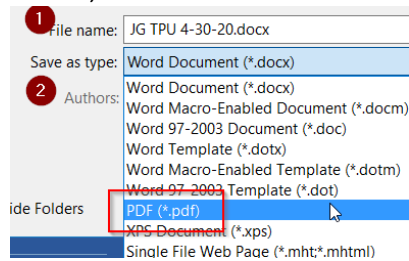 1
File name: JG TPU 4-30-20.docx
Save as type: Word Document (*.docx)
2
Authors:
Word Document (*.docx)
Word Macro-Enabled Document (*.docm)
Word 97-2003 Document (*.doc)
Word Template (*.dotx)
Word Macro-Enabled Template (*.dotm)
Word 97-2003 Template (*.dot)
ide Folders
PDF (*.pdf)
XPS Document (*.xps)
Single File Web Page (*.mht;*.mhtml)